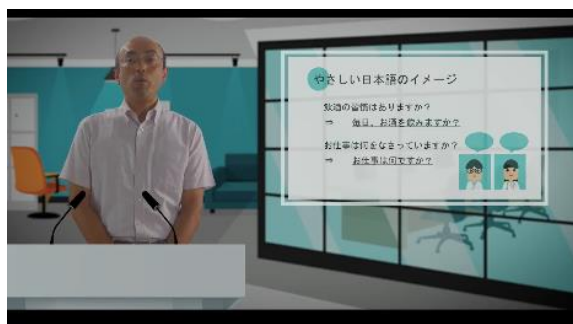 やさしい日本語のイメージ
飲酒の習慣はありますか？
⇒ 毎日、お酒を飲みますか？
お仕事は何をなさっていますか？
⇒ お仕事は何ですか？